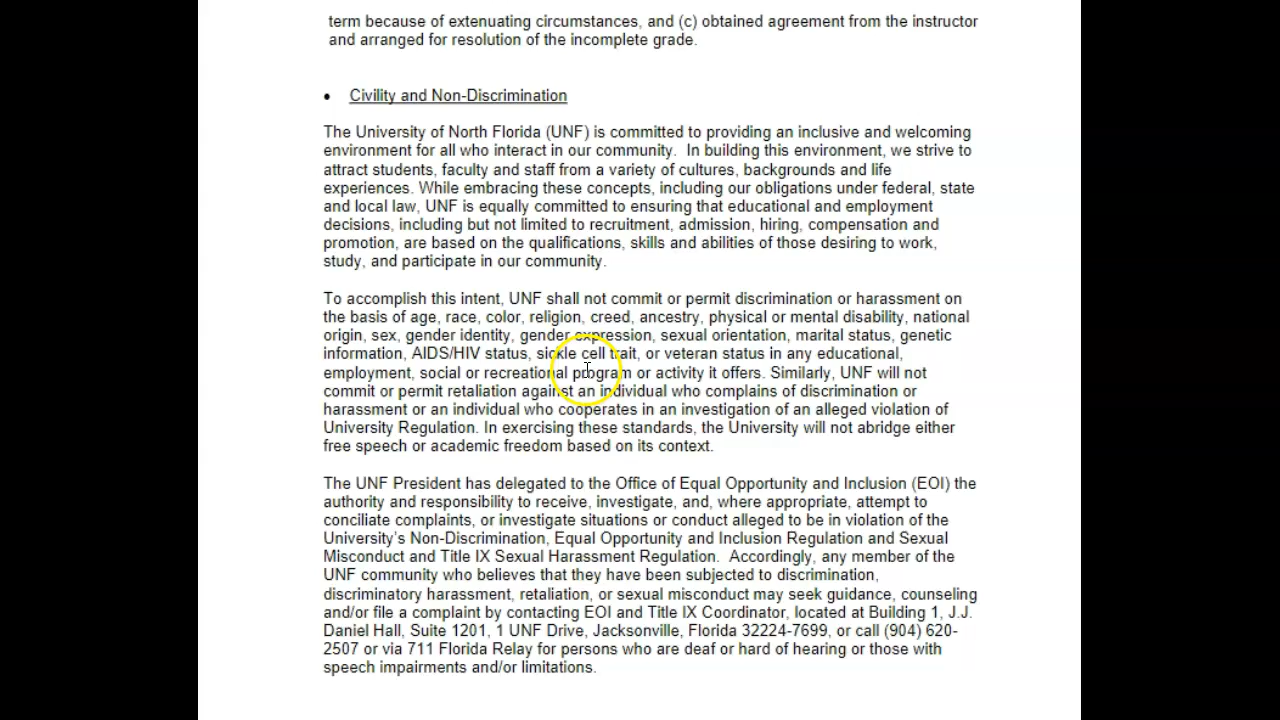 term because of extenuating circumstances, and (c) obtained agreement from the instructor
and arranged for resolution of the incomplete grade.
• Civility and Non-Discrimination
The University of North Florida (UNF) is committed to providing an inclusive and welcoming
environment for all who interact in our community.  In building this environment, we strive to
attract students, faculty and staff from a variety of cultures, backgrounds and life
experiences. While embracing these concepts, including our obligations under federal, state
and local law, UNF is equally committed to ensuring that educational and employment
decisions, including but not limited to recruitment, admission, hiring, compensation and
promotion, are based on the qualifications, skills and abilities of those desiring to work,
study, and participate in our community.
To accomplish this intent, UNF shall not commit or permit discrimination or harassment on
the basis of age, race, color, religion, creed, ancestry, physical or mental disability, national
origin, sex, gender identity, gender expression, sexual orientation, marital status, genetic
information, AIDS/HIV status, sickle cell trait, or veteran status in any educational,
employment, social or recreational program or activity it offers. Similarly, UNF will not
commit or permit retaliation against an individual who complains of discrimination or
harassment or an individual who cooperates in an investigation of an alleged violation of
University Regulation. In exercising these standards, the University will not abridge either
free speech or academic freedom based on its context.
The UNF President has delegated to the Office of Equal Opportunity and Inclusion (EOI) the
authority and responsibility to receive, investigate, and, where appropriate, attempt to
conciliate complaints, or investigate situations or conduct alleged to be in violation of the
University's Non-Discrimination, Equal Opportunity and Inclusion Regulation and Sexual
Misconduct and Title IX Sexual Harassment Regulation.  Accordingly, any member of the
UNF community who believes that they have been subjected to discrimination,
discriminatory harassment, retaliation, or sexual misconduct may seek guidance, counseling
and/or file a complaint by contacting EOI and Title IX Coordinator, located at Building 1, J.J.
Daniel Hall, Suite 1201, 1 UNF Drive, Jacksonville, Florida 32224-7699, or call (904) 620-
2507 or via 711 Florida Relay for persons who are deaf or hard of hearing or those with
speech impairments and/or limitations.